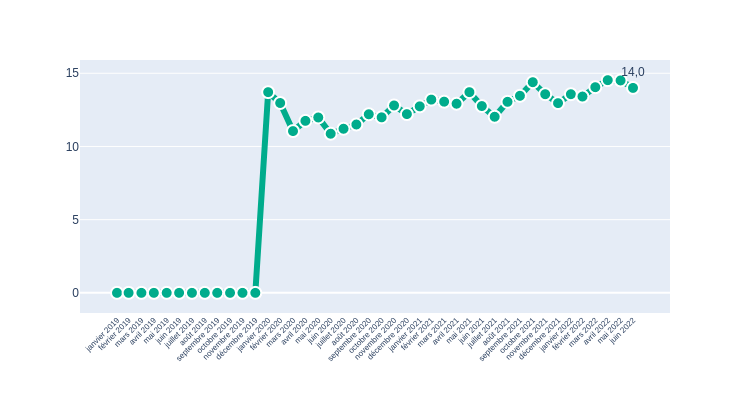 15
14,0
10
5
0
janvier 2019
février 2019
mars 2019
avril 2019
mai 2019
juin 2019
juillet 2019
août 2019
septembre 2019
octobre 2019
novembre 2019
décembre 2019
janvier 2020
février 2020
mars 2020
avril 2020
mai 2020
juin 2020
juillet 2020
août 2020
septembre 2020
octobre 2020
novembre 2020
décembre 2020
janvier 2021
février 2021
mars 2021
avril 2021
mai 2021
juin 2021
juillet 2021
août 2021
septembre 2021
octobre 2021
novembre 2021
décembre 2021
janvier 2022
février 2022
mars 2022
avril 2022
mai 2022
juin 2022